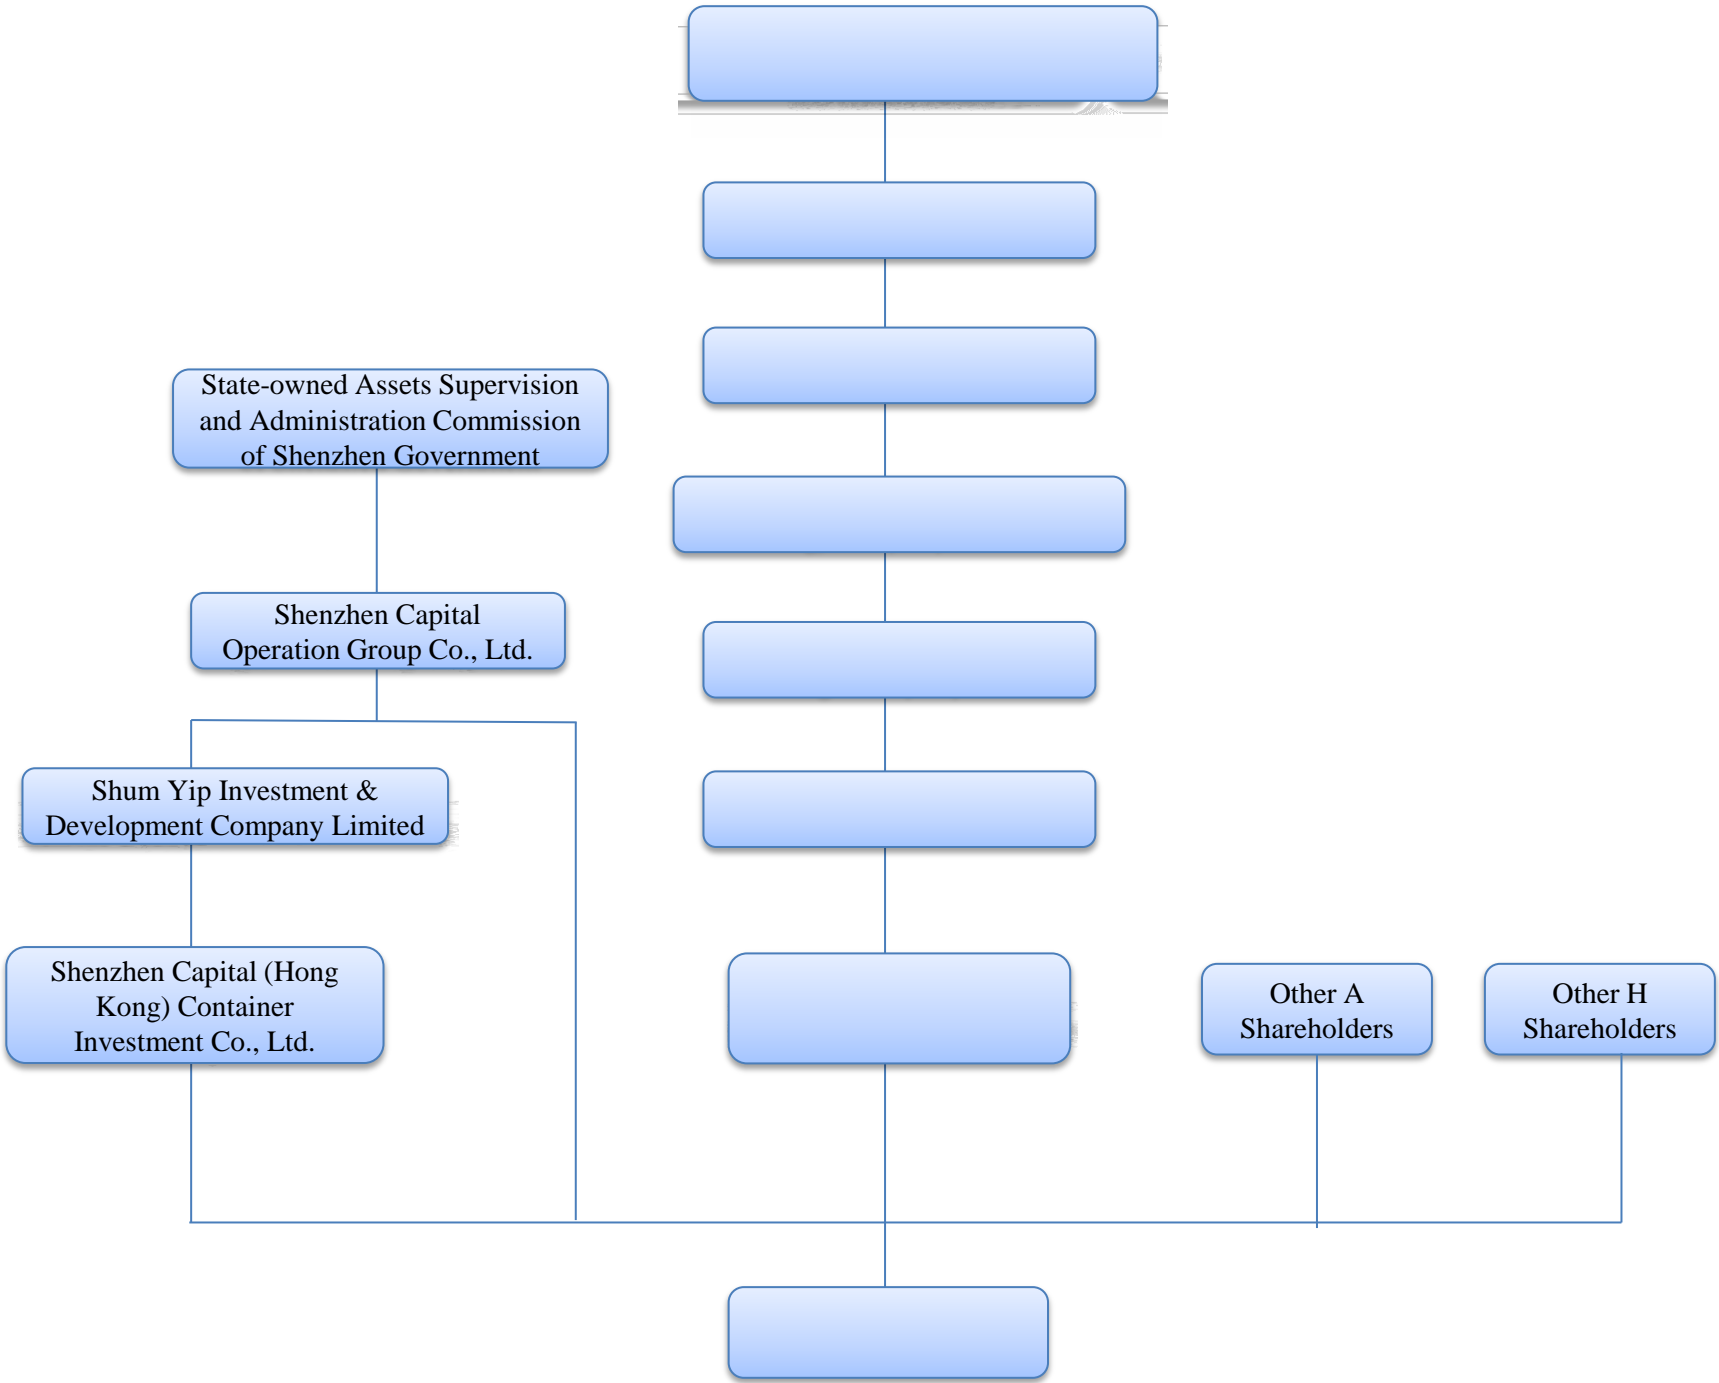 State-owned Assets Supervision
and Administration Commission
of Shenzhen Government
Shenzhen Capital
Operation Group Co., Ltd.
Shum Yip Investment &
Development Company Limited
Shenzhen Capital (Hong
Kong) Container
Investment Co., Ltd.
Other A
Shareholders
Other H
Shareholders